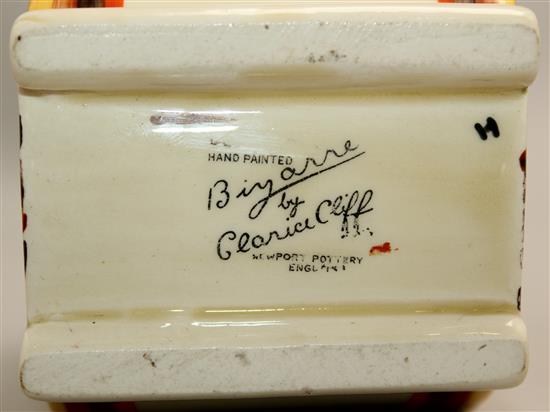 HAND PAINTED
Bizarre
by
Clarice Cliff
NEWPORT POTTERY
ENGLAND
H